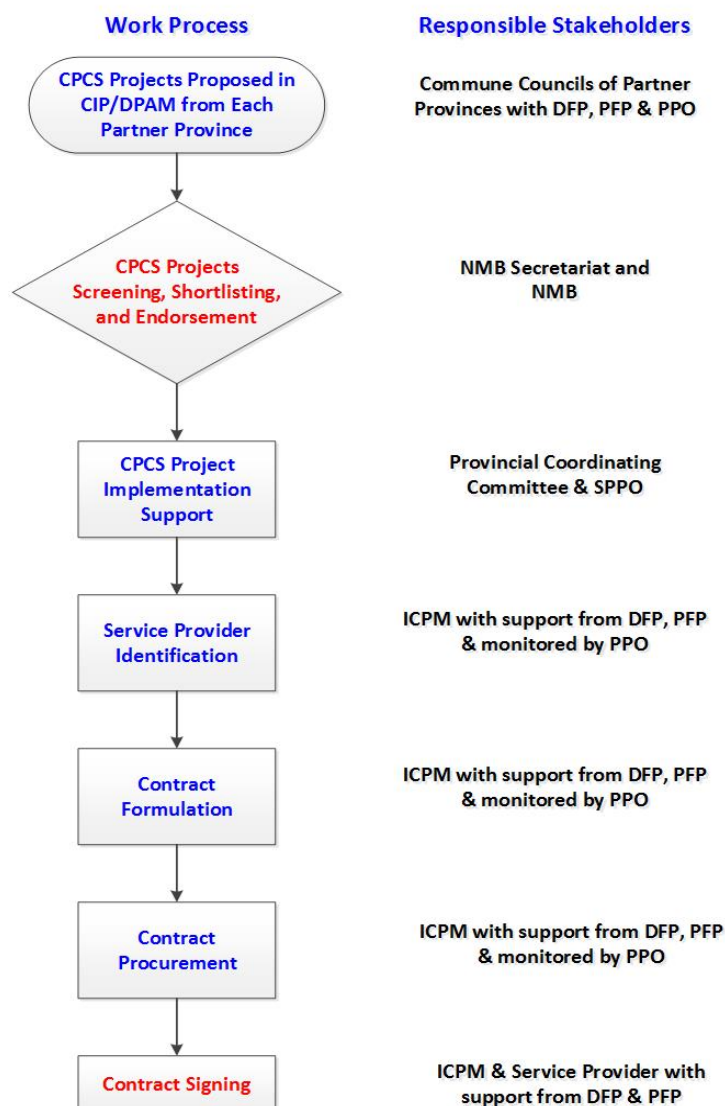 Work Process
Responsible Stakeholders
CPCS Projects Proposed in
CIP/DPAM from Each
Partner Province
Commune Councils of Partner
Provinces with DFP, PFP & PPO
CPCS Projects
Screening, Shortlisting,
and Endorsement
NMB Secretariat and
NMB
CPCS Project
Implementation
Support
Provincial Coordinating
Committee & SPPO
Service Provider
Identification
ICPM with support from DFP, PFP
& monitored by PPO
Contract
Formulation
ICPM with support from DFP, PFP
& monitored by PPO
Contract
Procurement
ICPM with support from DFP, PFP
& monitored by PPO
Contract Signing
ICPM & Service Provider with
support from DFP & PFP